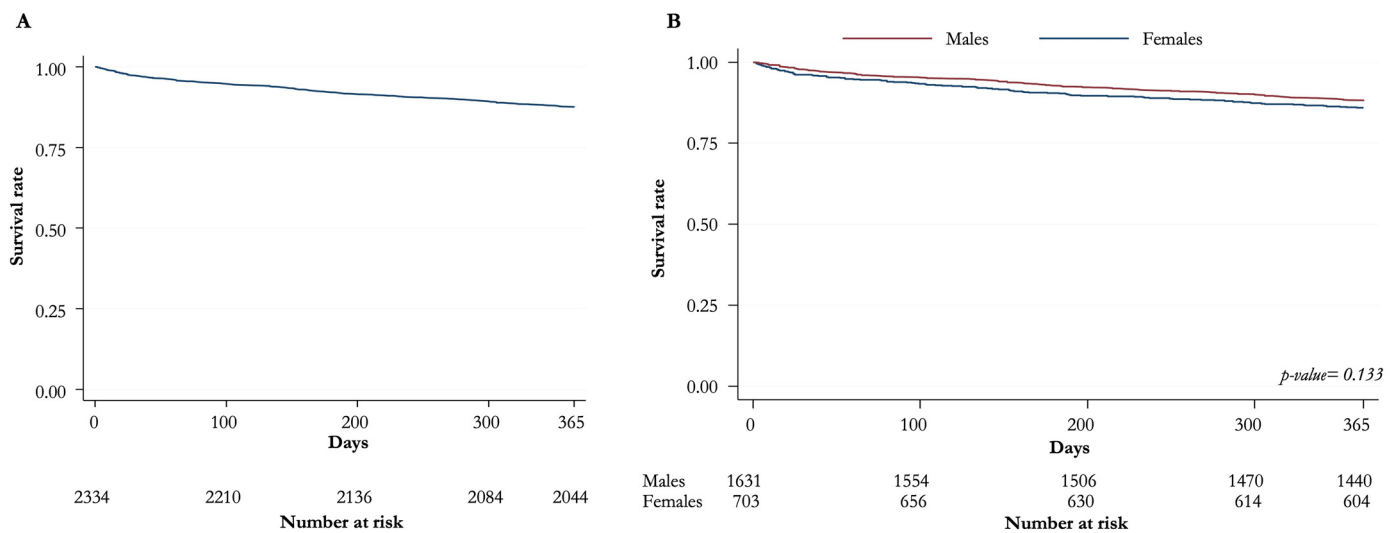 A
Survival rate
1.00
0.75
0.50
0.25
0.00
0 100 200 300 365
Days
2334 2210 2136 2084 2044
Number at risk
B
Males Females
Survival rate
1.00
0.75
0.50
0.25
0.00
p-value= 0.133
0 100 200 300 365
Days
Males 1631 1554 1506 1470 1440
Females 703 656 630 614 604
Number at risk